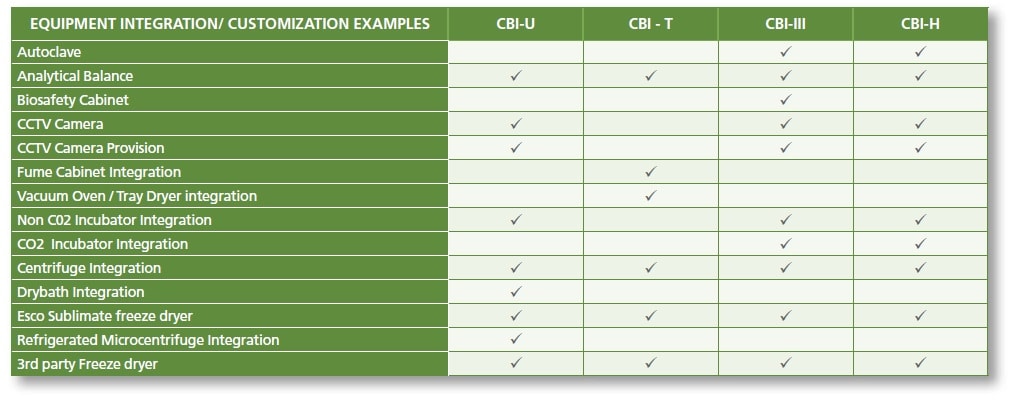 EQUIPMENT INTEGRATION/ CUSTOMIZATION EXAMPLES CBI-U CBI - T CBI-III CBI-H
Autoclave ✓ ✓
Analytical Balance ✓ ✓ ✓ ✓
Biosafety Cabinet ✓
CCTV Camera ✓ ✓ ✓
CCTV Camera Provision ✓ ✓ ✓
Fume Cabinet Integration ✓
Vacuum Oven / Tray Dryer integration ✓
Non C02 Incubator Integration ✓ ✓ ✓
CO2 Incubator Integration ✓ ✓
Centrifuge Integration ✓ ✓ ✓ ✓
Drybath Integration ✓
Esco Sublimate freeze dryer ✓ ✓ ✓ ✓
Refrigerated Microcentrifuge Integration ✓
3rd party Freeze dryer ✓ ✓ ✓ ✓